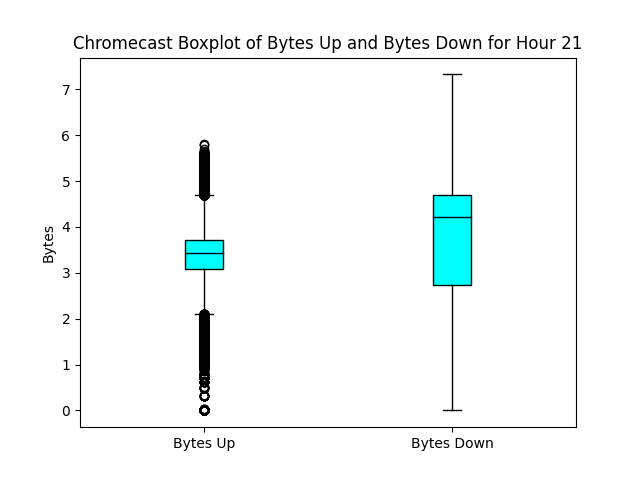 Chromecast Boxplot of Bytes Up and Bytes Down for Hour 21
7
6
5
4
3
2
1
0
Bytes
Bytes Up
Bytes Down